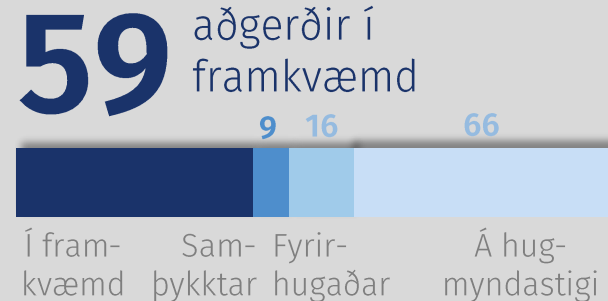 59 aðgerðir í
framkvæmd
9 16 66
Í fram- Sam- Fyrir- Á hug-
kvæmd þykktar hugaðar myndastigi